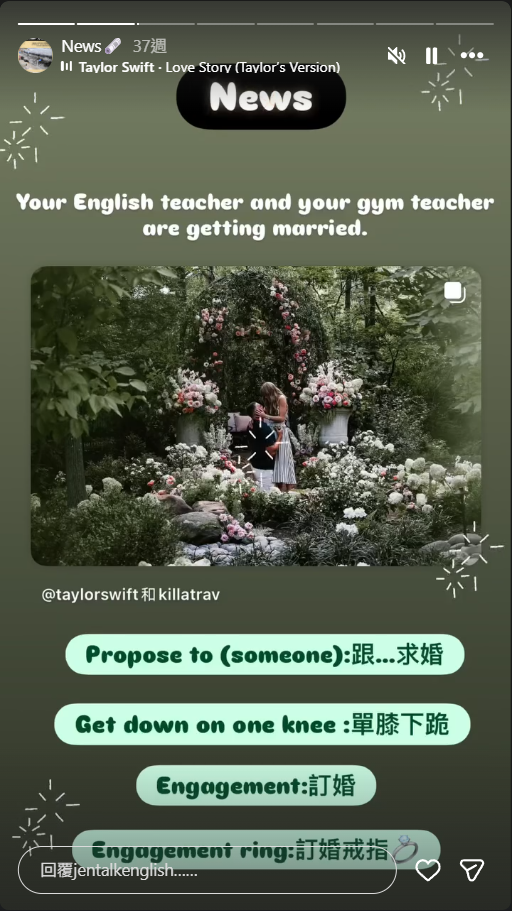 News🩹 37週
Taylor Swift · Love Story (Taylor's Version)
News
Your English teacher and your gym teacher
are getting married.
@taylorswift和killatrav
Propose to (someone):跟...求婚
Get down on one knee :單膝下跪
Engagement:訂婚
Engagement ring:訂婚戒指💍
回覆jentalkenglish......